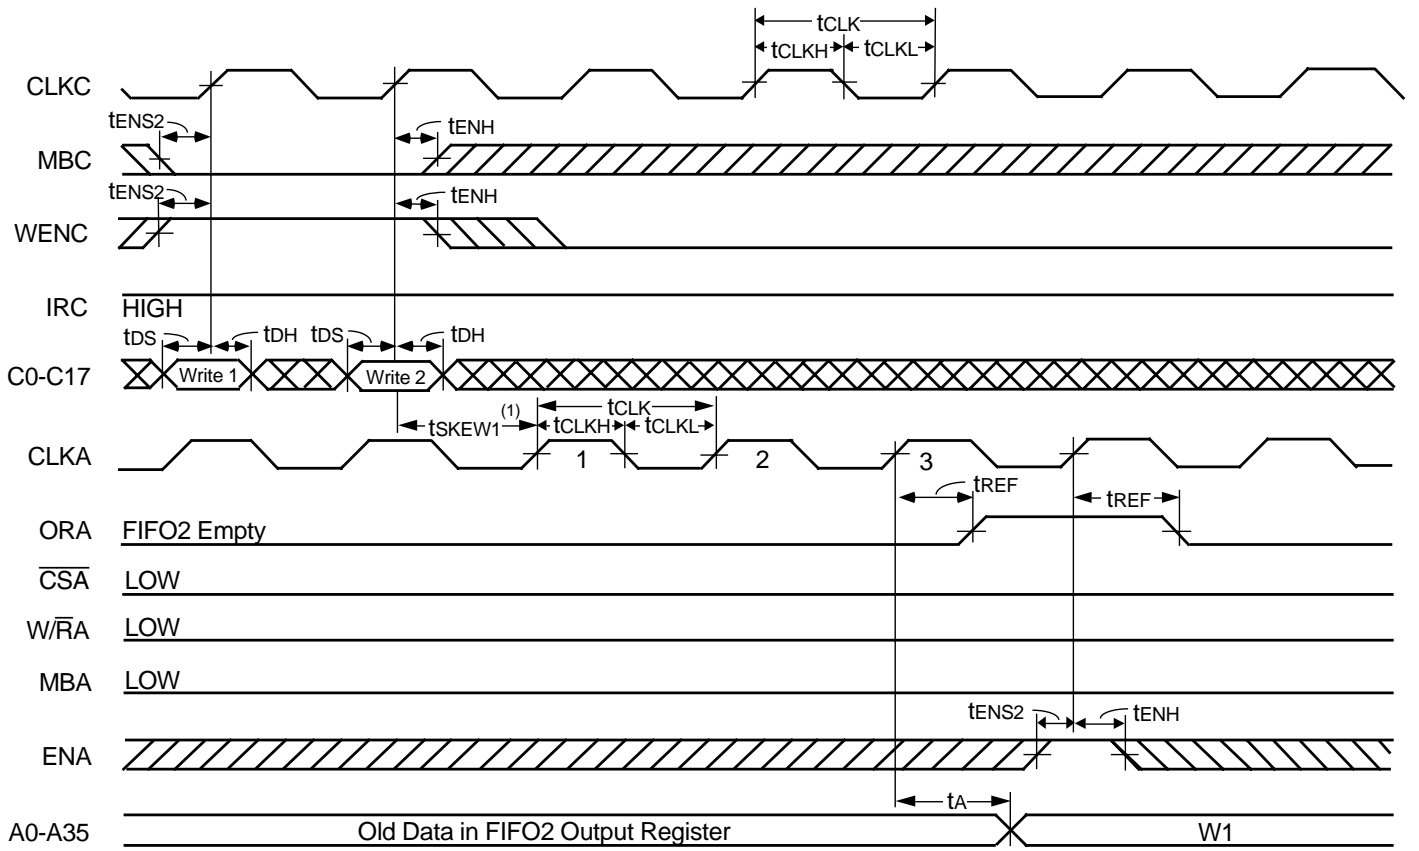 tCLK
tCLKH tCLKL
CLKC
tENS2 tENH
MBC
tENS2 tENH
WENC
IRC HIGH
tDS tDH tDS tDH
C0-C17 Write 1 Write 2
tSKEW1(1) tCLK
tCLKH tCLKL
CLKA 1 2 3
tREF tREF
ORA FIFO2 Empty
CSA LOW
W/RA LOW
MBA LOW
tENS2 tENH
ENA
tA
A0-A35 Old Data in FIFO2 Output Register W1